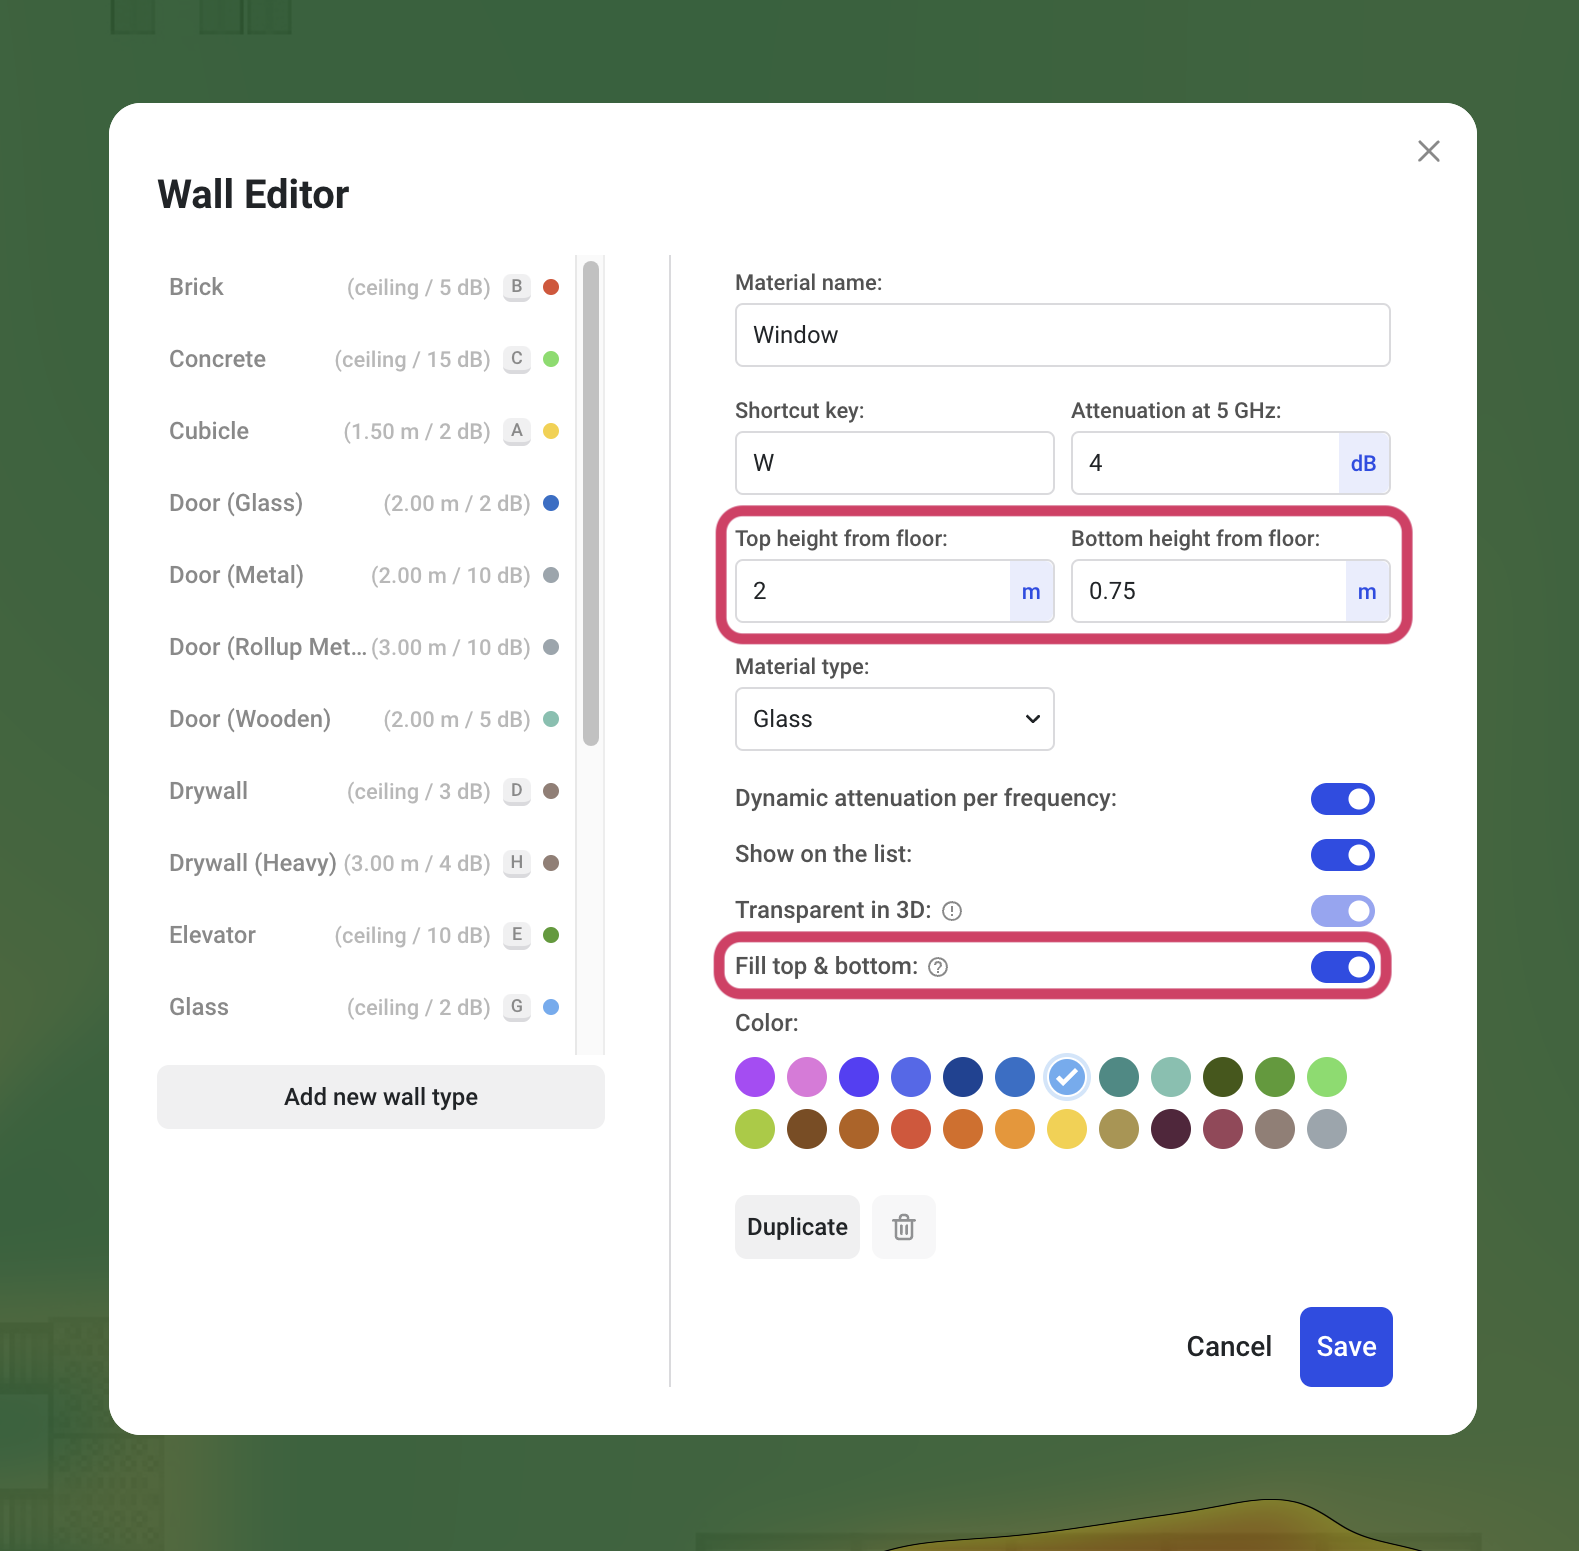 Wall Editor
Brick (ceiling / 5 dB) B
Concrete (ceiling / 15 dB) C
Cubicle (1.50 m / 2 dB) A
Door (Glass) (2.00 m / 2 dB)
Door (Metal) (2.00 m / 10 dB)
Door (Rollup Met... (3.00 m / 10 dB)
Door (Wooden) (2.00 m / 5 dB)
Drywall (ceiling / 3 dB) D
Drywall (Heavy) (3.00 m / 4 dB) H
Elevator (ceiling / 10 dB) E
Glass (ceiling / 2 dB) G
Add new wall type
Material name:
Window
Shortcut key: Attenuation at 5 GHz:
W 4 dB
Top height from floor: Bottom height from floor:
2 m 0.75 m
Material type:
Glass
Dynamic attenuation per frequency:
Show on the list:
Transparent in 3D:
Fill top & bottom:
Color:
Duplicate
Cancel Save